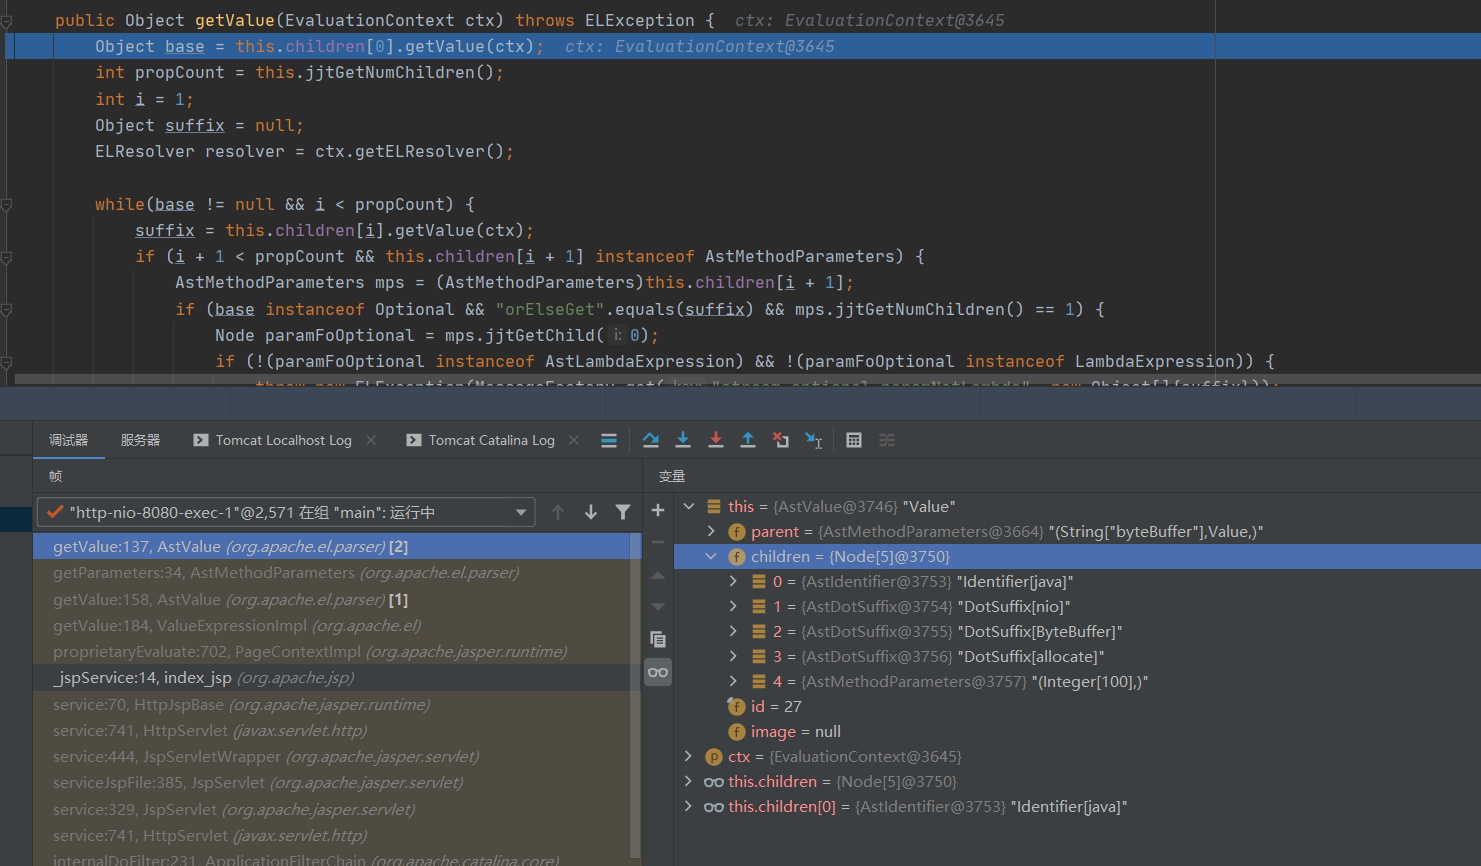 public Object getValue(EvaluationContext ctx) throws ELException {  ctx: EvaluationContext@3645
Object base = this.children[0].getValue(ctx);  ctx: EvaluationContext@3645
int propCount = this.jjtGetNumChildren();
int i = 1;
Object suffix = null;
ELResolver resolver = ctx.getELResolver();
while(base != null && i < propCount) {
suffix = this.children[i].getValue(ctx);
if (i + 1 < propCount && this.children[i + 1] instanceof AstMethodParameters) {
AstMethodParameters mps = (AstMethodParameters)this.children[i + 1];
if (base instanceof Optional && "orElseGet".equals(suffix) && mps.jjtGetNumChildren() == 1) {
Node paramFoOptional = mps.jjtGetChild( i: 0);
if (!(paramFoOptional instanceof AstLambdaExpression) && !(paramFoOptional instanceof LambdaExpression)) {
调试器 服务器 Tomcat Localhost Log Tomcat Catalina Log
帧
变量
"http-nio-8080-exec-1"@2,571 在组 "main": 运行中
getValue:137, AstValue (org.apache.el.parser) [2]
getParameters:34, AstMethodParameters (org.apache.el.parser)
getValue:158, AstValue (org.apache.el.parser) [1]
getValue:184, ValueExpressionImpl (org.apache.el)
proprietaryEvaluate:702, PageContextImpl (org.apache.jasper.runtime)
_jspService:14, index_jsp (org.apache.jsp)
service:70, HttpJspBase (org.apache.jasper.runtime)
service:741, HttpServlet (javax.servlet.http)
service:444, JspServletWrapper (org.apache.jasper.servlet)
serviceJspFile:385, JspServlet (org.apache.jasper.servlet)
service:329, JspServlet (org.apache.jasper.servlet)
service:741, HttpServlet (javax.servlet.http)
internalDoFilter:231, ApplicationFilterChain (org.apache.catalina.core)
this = {AstValue@3746} "Value"
f parent = {AstMethodParameters@3664} "(String["byteBuffer"],Value,)"
f children = {Node[5]@3750}
0 = {AstIdentifier@3753} "Identifier[java]"
1 = {AstDotSuffix@3754} "DotSuffix[nio]"
2 = {AstDotSuffix@3755} "DotSuffix[ByteBuffer]"
3 = {AstDotSuffix@3756} "DotSuffix[allocate]"
4 = {AstMethodParameters@3757} "(Integer[100],)"
f id = 27
f image = null
p ctx = {EvaluationContext@3645}
this.children = {Node[5]@3750}
this.children[0] = {AstIdentifier@3753} "Identifier[java]"